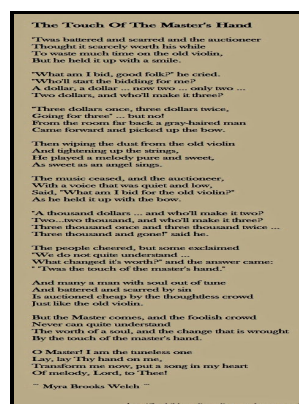 The Touch Of The Master's Hand
'Twas battered and scarred and the auctioneer
Thought it scarcely worth his while
To waste much time on the old violin,
But he held it up with a smile.
"What am I bid, good folk?" he cried.
"Who'll start the bidding for me?
A dollar, a dollar ... now two ... only two ...
Two dollars, and who'll make it three?
"Three dollars once, three dollars twice,
Going for three" ... but no!
From the room far back a gray-haired man
Came forward and picked up the bow.
Then wiping the dust from the old violin
And tightening up the strings,
He played a melody pure and sweet,
As sweet as an angel sings.
The music ceased, and the auctioneer,
With a voice that was quiet and low,
Said, "What am I bid for the old violin?"
As he held it up with the bow.
"A thousand dollars ... and who'll make it two?
Two...two thousand, and who'll make it three?
Three thousand once and three thousand twice ...
Three thousand and gone!" said he.
The people cheered, but some exclaimed
"We do not quite understand ...
What changed it's worth?" and the answer came:
" 'Twas the touch of the master's hand."
And many a man with soul out of tune
And battered and scarred by sin
Is auctioned cheap by the thoughtless crowd
Just like the old violin.
But the Master comes, and the foolish crowd
Never can quite understand
The worth of a soul, and the change that is wrought
By the touch of the master's hand.
O Master! I am the tuneless one
Lay, lay Thy hand on me,
Transform me now, put a song in my heart
Of melody, Lord, to Thee!
~ Myra Brooks Welch ~